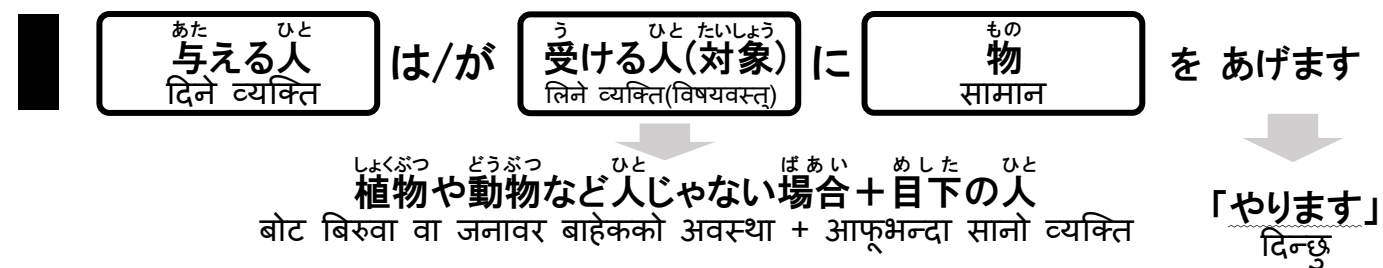 あた ひと う ひと たいしょう もの
与える人 は/が 受ける人(対象) に 物 を あげます
दिने व्यक्ति लिने व्यक्ति(विषयवस्तु) सामान
しょくぶつ どうぶつ ひと ばあい めした ひと
植物や動物など人じゃない場合＋目下の人 「やります」
बोट बिरुवा वा जनावर बाहेकको अवस्था + आफूभन्दा सानो व्यक्ति दिन्छु